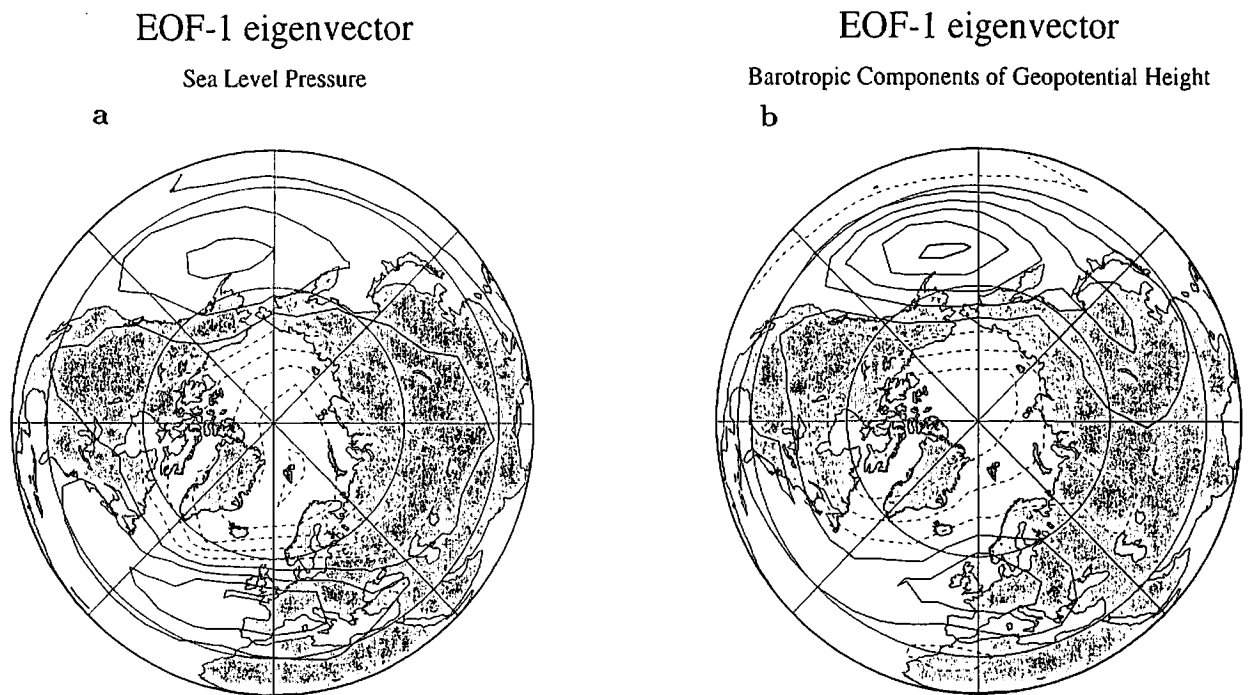 EOF-1 eigenvector
Sea Level Pressure
a
EOF-1 eigenvector
Barotropic Components of Geopotential Height
b